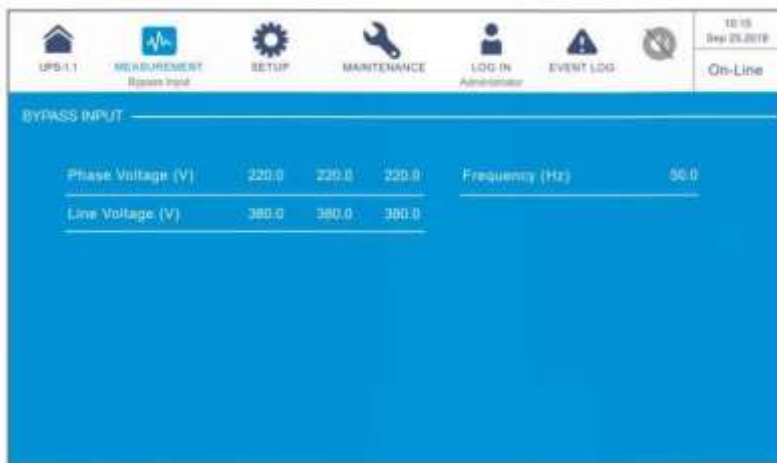 10:15
Sep 25,2018
UPS-1.1
MEASUREMENT
SETUP
MAINTENANCE
LOG IN
EVENT LOG
On-Line
Bypass Input
Administrator
BYPASS INPUT
Phase Voltage (V) 220.0 220.0 220.0 Frequency (Hz) 50.0
Line Voltage (V) 380.0 380.0 380.0